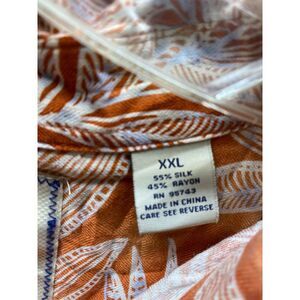 XXL
55% SILK
45% RAYON
RN 95743
MADE IN CHINA
CARE SEE REVERSE